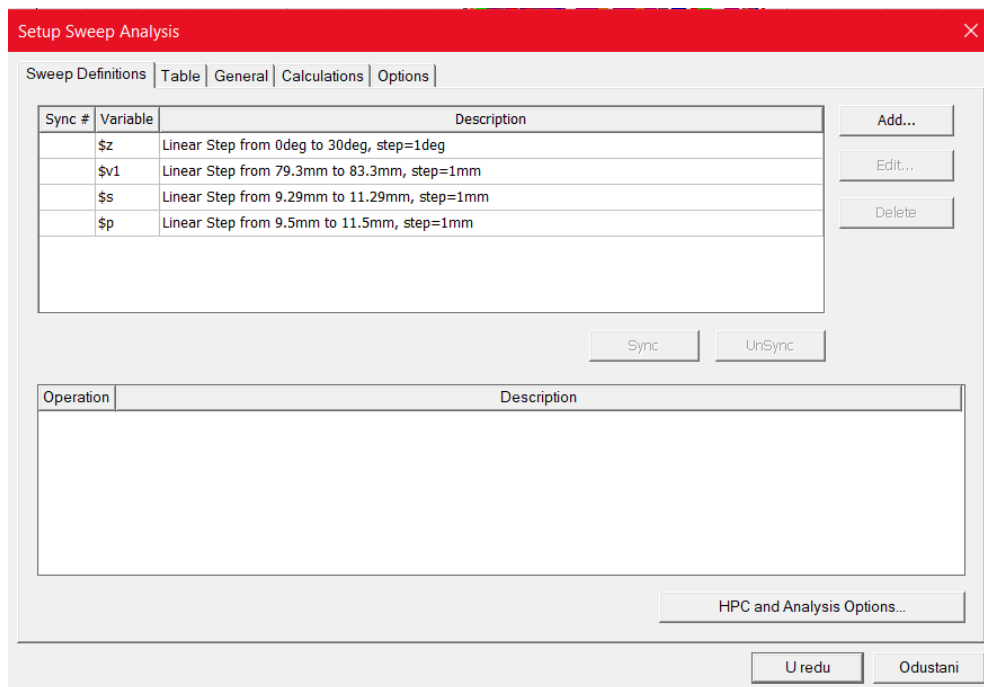 Setup Sweep Analysis
Sweep Definitions Table General Calculations Options
Sync # Variable Description
$z Linear Step from 0deg to 30deg, step=1deg
$v1 Linear Step from 79.3mm to 83.3mm, step=1mm
$s Linear Step from 9.29mm to 11.29mm, step=1mm
$p Linear Step from 9.5mm to 11.5mm, step=1mm
Add...
Edit...
Delete
Sync UnSync
Operation Description
HPC and Analysis Options...
U redu Odustani